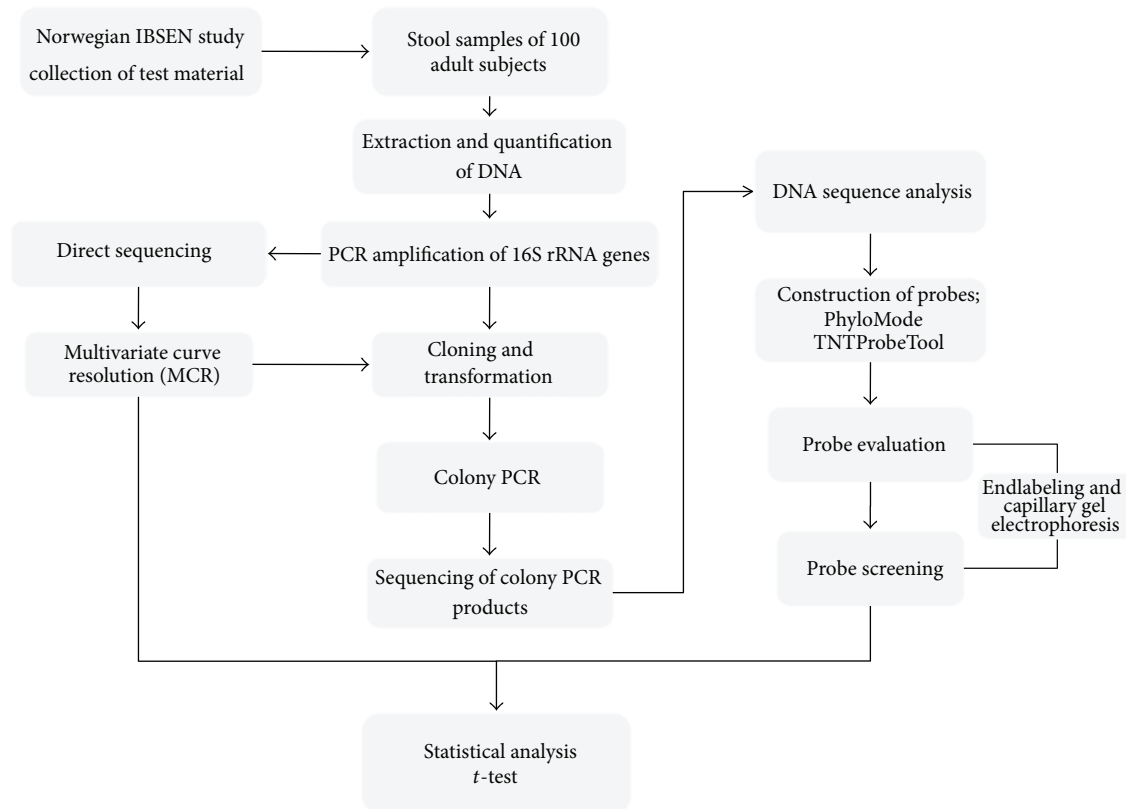 Norwegian IBSEN study
collection of test material
Stool samples of 100
adult subjects
Extraction and quantification
of DNA
PCR amplification of 16S rRNA genes
Direct sequencing
Multivariate curve
resolution (MCR)
Cloning and
transformation
Colony PCR
Sequencing of colony PCR
products
DNA sequence analysis
Construction of probes;
PhyloMode
TNTProbeTool
Probe evaluation
Endlabeling and
capillary gel
electrophoresis
Probe screening
Statistical analysis
t-test